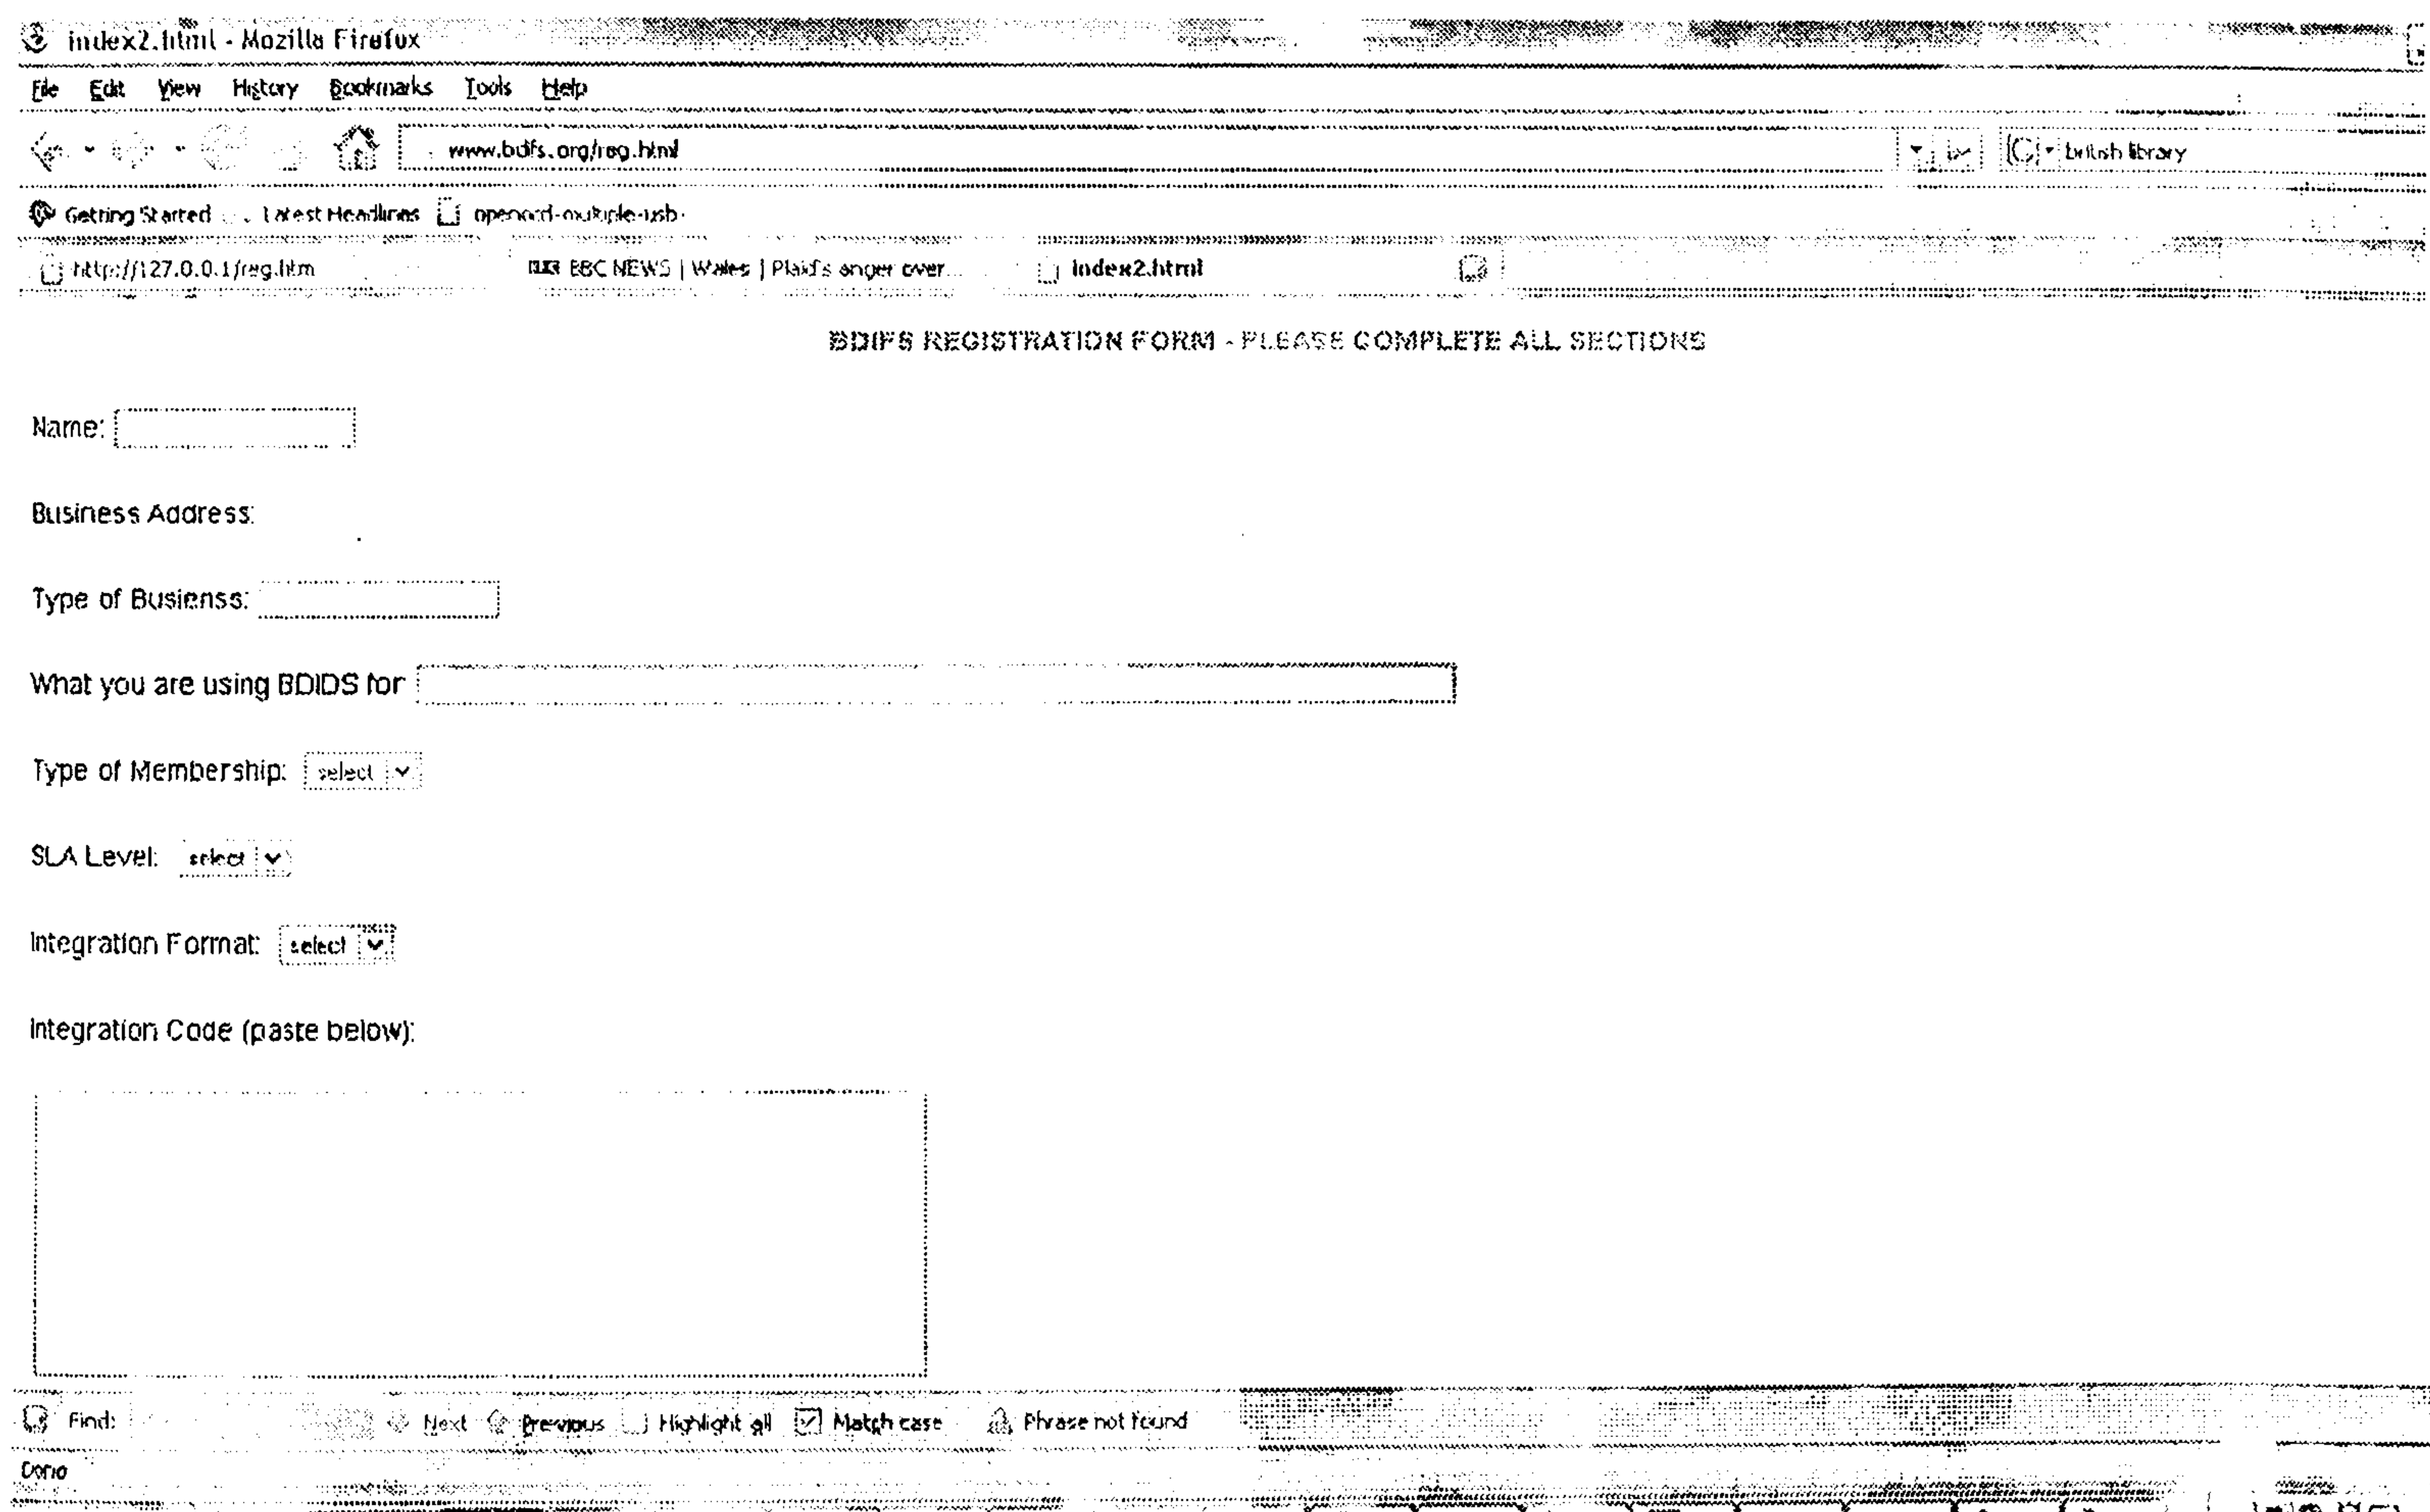 index2.html - Mozilla Firefox
File Edit View History Bookmarks Tools Help
www.bdifs.org/reg.html
british library
Getting Started Latest Headlines
http://127.0.0.1/reg.htm BBC NEWS | Wales | Plaid's anger over... index2.html
BDIFS REGISTRATION FORM - PLEASE COMPLETE ALL SECTIONS
Name:
Business Address:
Type of Busienss:
What you are using BDIDS for
Type of Membership: select
SLA Level: select
Integration Format: select
Integration Code (paste below):
Find: Next Previous Highlight all Match case Phrase not found
Done